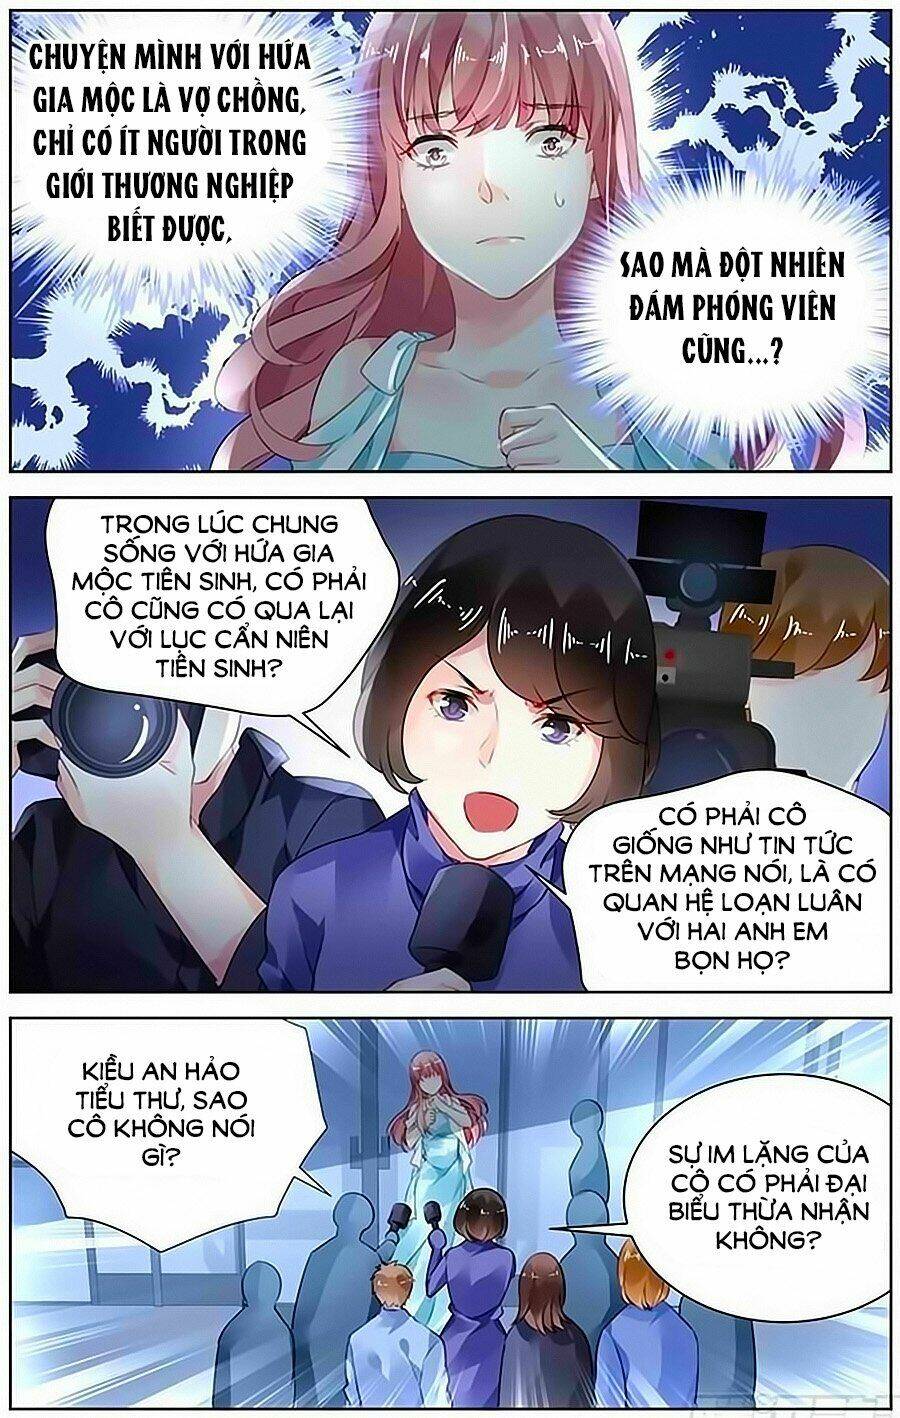 CHUYỆN MÌNH VỚI HỨA
GIA MỘC LÀ VỢ CHỒNG,
CHỈ CÓ ÍT NGƯỜI TRONG
GIỚI THƯƠNG NGHIỆP
BIẾT ĐƯỢC,
SAO MÀ ĐỘT NHIÊN
ĐÁM PHÓNG VIÊN
CŨNG...?
TRONG LÚC CHUNG
SỐNG VỚI HỨA GIA
MỘC TIÊN SINH, CÓ PHẢI
CÔ CŨNG CÓ QUA LẠI
VỚI LỤC CẨN NIÊN
TIÊN SINH?
CÓ PHẢI CÔ
GIỐNG NHƯ TIN TỨC
TRÊN MẠNG NÓI, LÀ CÓ
QUAN HỆ LOẠN LUÂN
VỚI HAI ANH EM
BỌN HỌ?
KIỀU AN HẢO
TIỂU THƯ, SAO
CÔ KHÔNG NÓI
GÌ?
SỰ IM LẶNG CỦA
CÔ CÓ PHẢI ĐẠI
BIỂU THỪA NHẬN
KHÔNG?